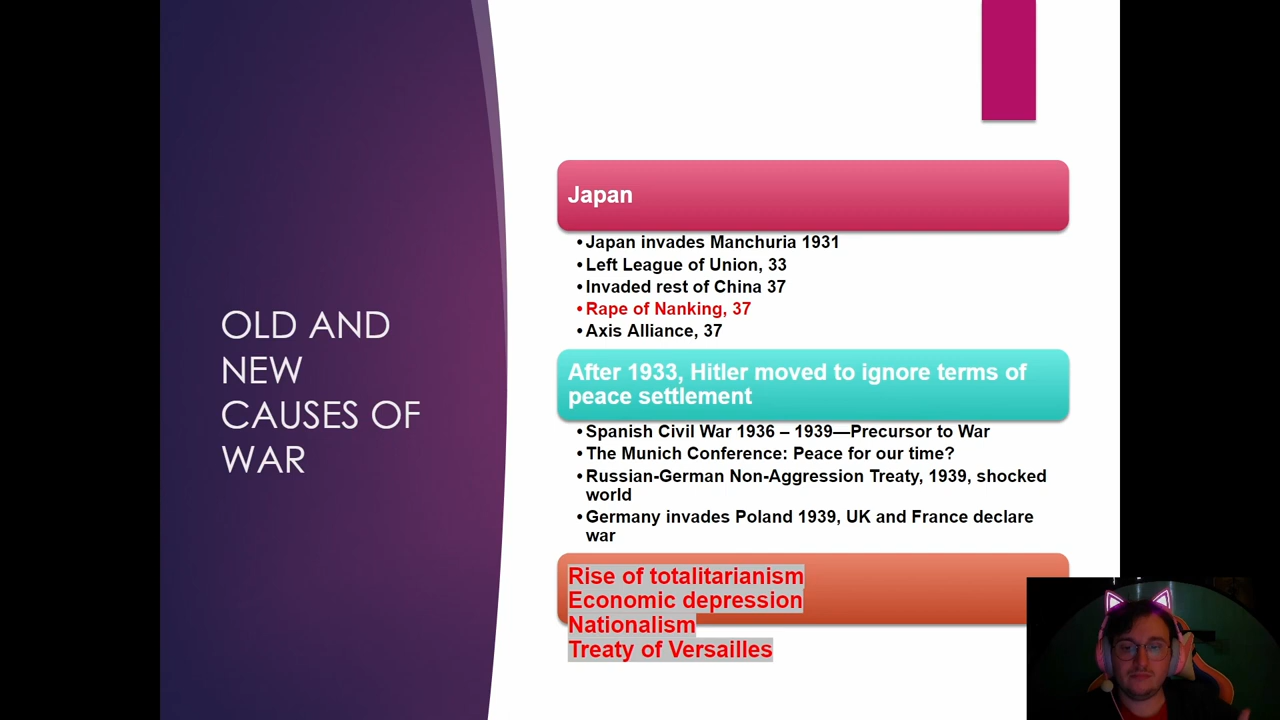 OLD AND
NEW
CAUSES OF
WAR
Japan
•Japan invades Manchuria 1931
•Left League of Union, 33
•Invaded rest of China 37
•Rape of Nanking, 37
•Axis Alliance, 37
After 1933, Hitler moved to ignore terms of
peace settlement
•Spanish Civil War 1936 – 1939—Precursor to War
•The Munich Conference: Peace for our time?
•Russian-German Non-Aggression Treaty, 1939, shocked
world
•Germany invades Poland 1939, UK and France declare
war
Rise of totalitarianism
Economic depression
Nationalism
Treaty of Versailles